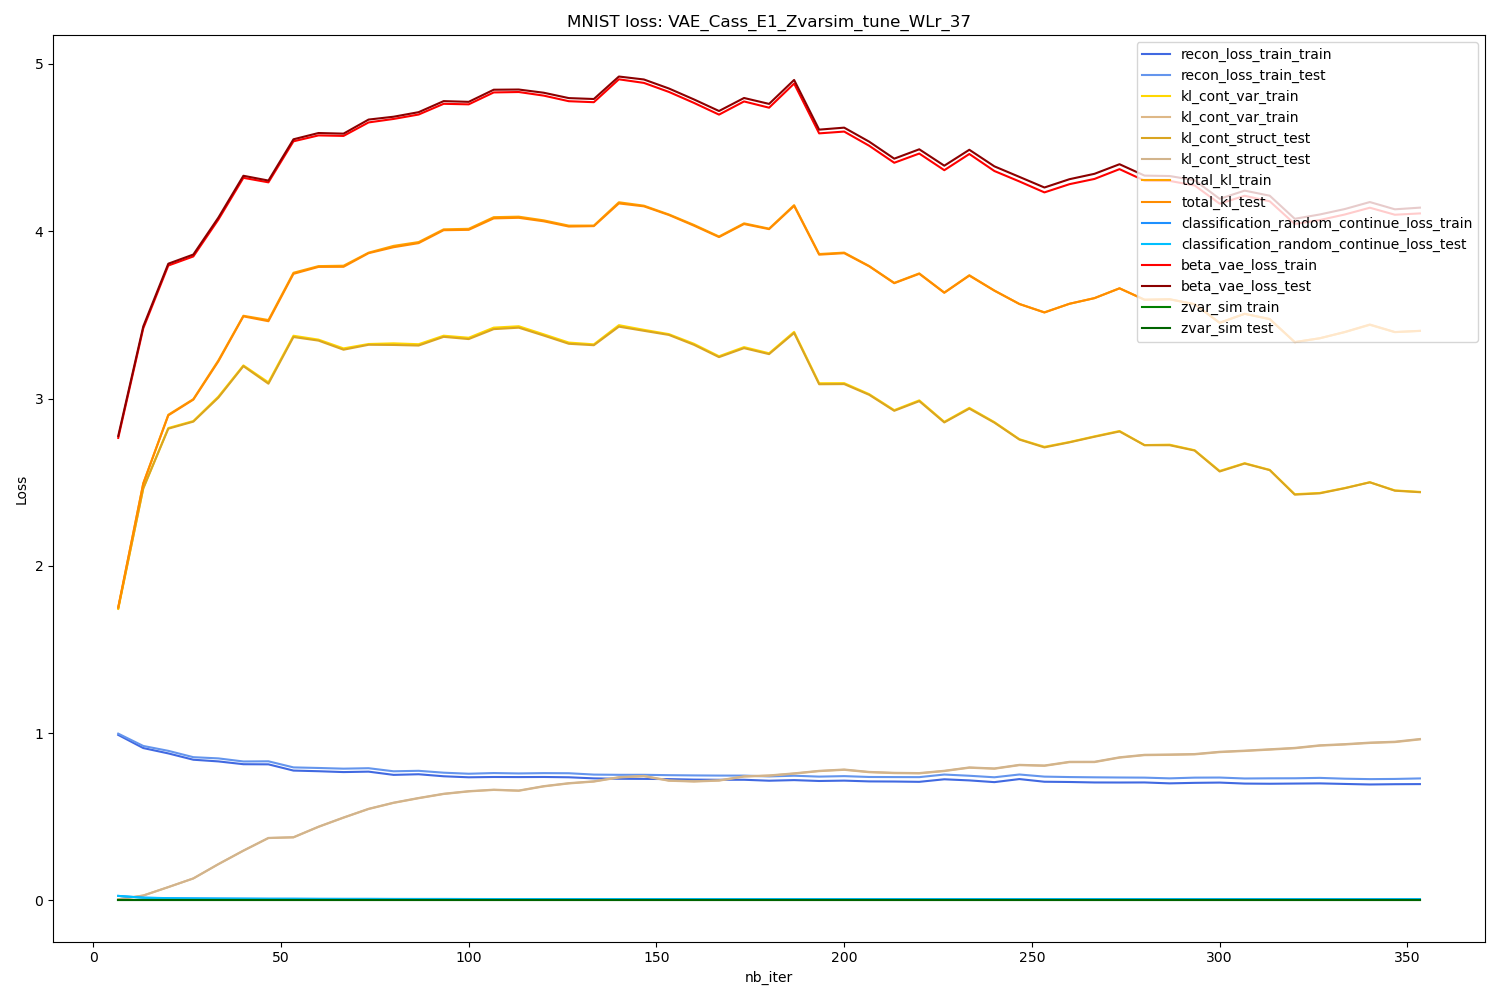 MNIST loss: VAE_Cass_E1_Zvarsim_tune_WLr_37
recon_loss_train_train
recon_loss_train_test
kl_cont_var_train
kl_cont_var_train
kl_cont_struct_test
kl_cont_struct_test
total_kl_train
total_kl_test
classification_random_continue_loss_train
classification_random_continue_loss_test
beta_vae_loss_train
beta_vae_loss_test
zvar_sim train
zvar_sim test
Loss
5
4
3
2
1
0
0 50 100 150 200 250 300 350
nb_iter